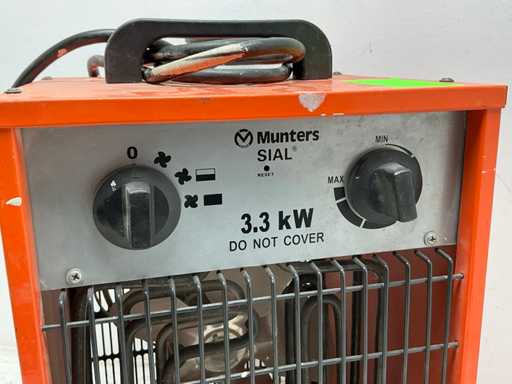 Munters
SIAL®
RESET
0
MIN
MAX
3.3 kW
DO NOT COVER